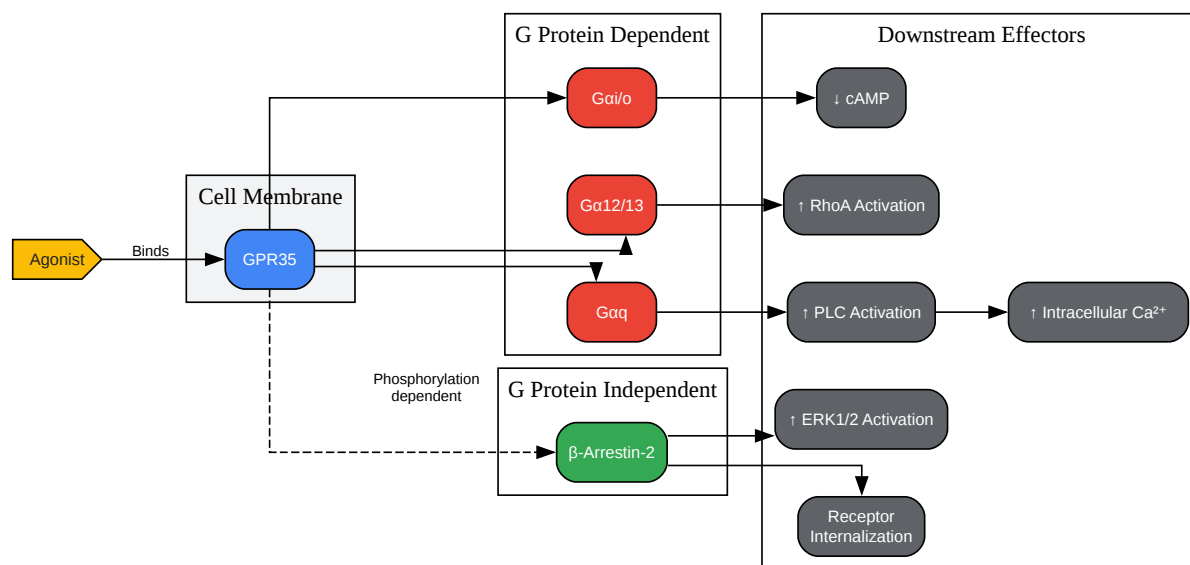 G Protein Dependent
Downstream Effectors
Gαi/o
↓ cAMP
Cell Membrane
Gα12/13
↑ RhoA Activation
Agonist
Binds
GPR35
Gαq
↑ PLC Activation
↑ Intracellular Ca²⁺
Phosphorylation
dependent
G Protein Independent
↑ ERK1/2 Activation
β-Arrestin-2
Receptor
Internalization